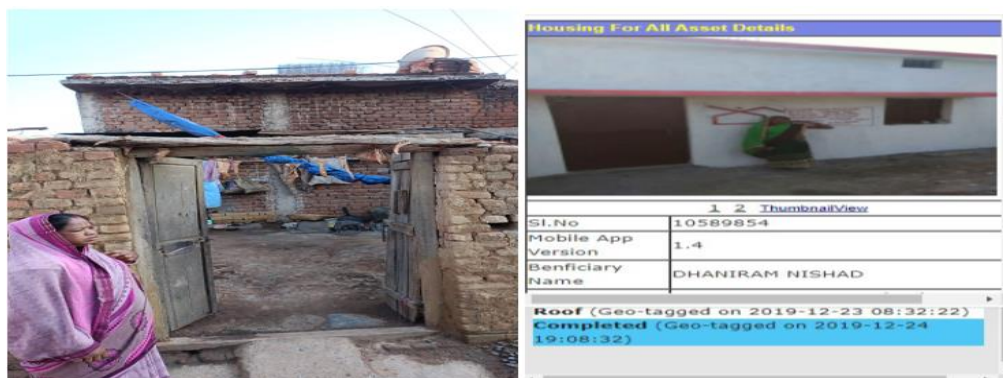 Housing For All Asset Details
1 2 ThumbnailView
Sl.No 10589854
Mobile App
Version 1.4
Benficiary
Name DHANIRAM NISHAD
Roof (Geo-tagged on 2019-12-23 08:32:22)
Completed (Geo-tagged on 2019-12-24
19:08:32)